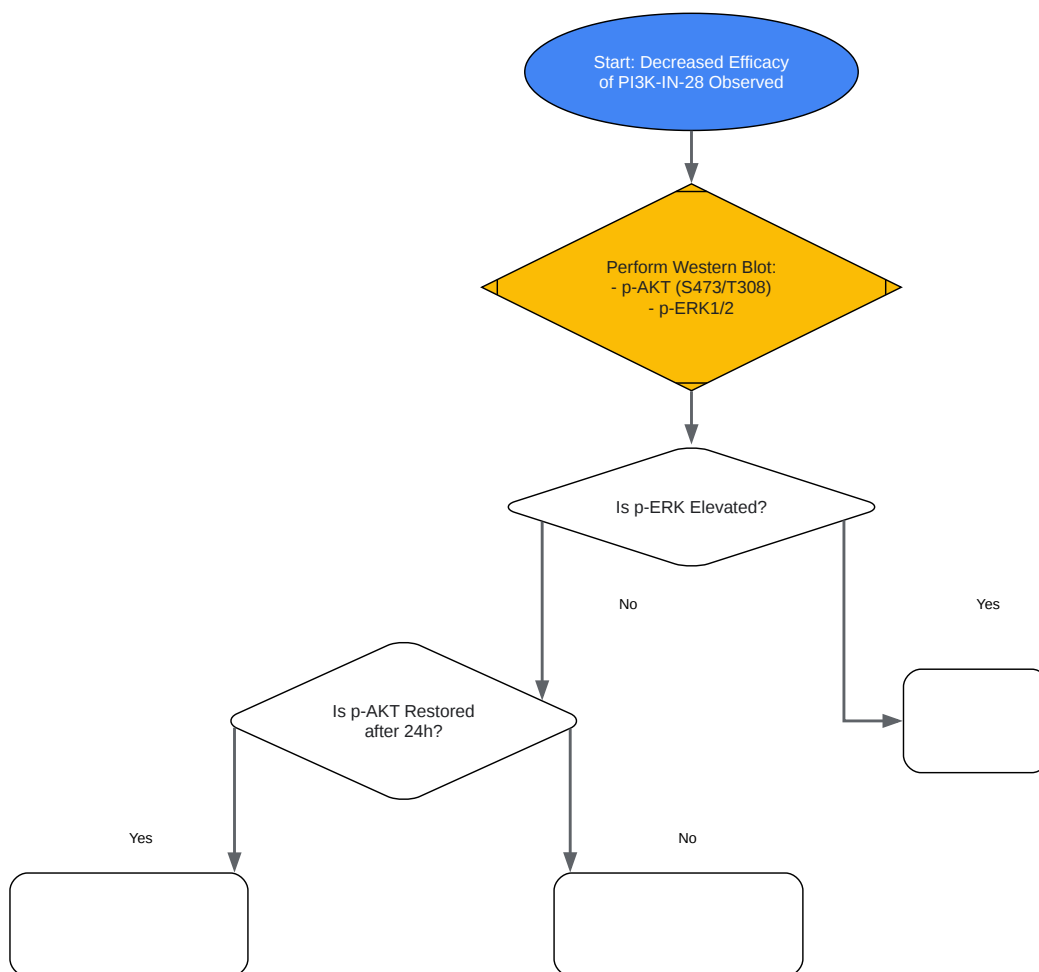 Start: Decreased Efficacy
of PI3K-IN-28 Observed
Perform Western Blot:
- p-AKT (S473/T308)
- p-ERK1/2
Is p-ERK Elevated?
No
Yes
Is p-AKT Restored
after 24h?
Yes
No